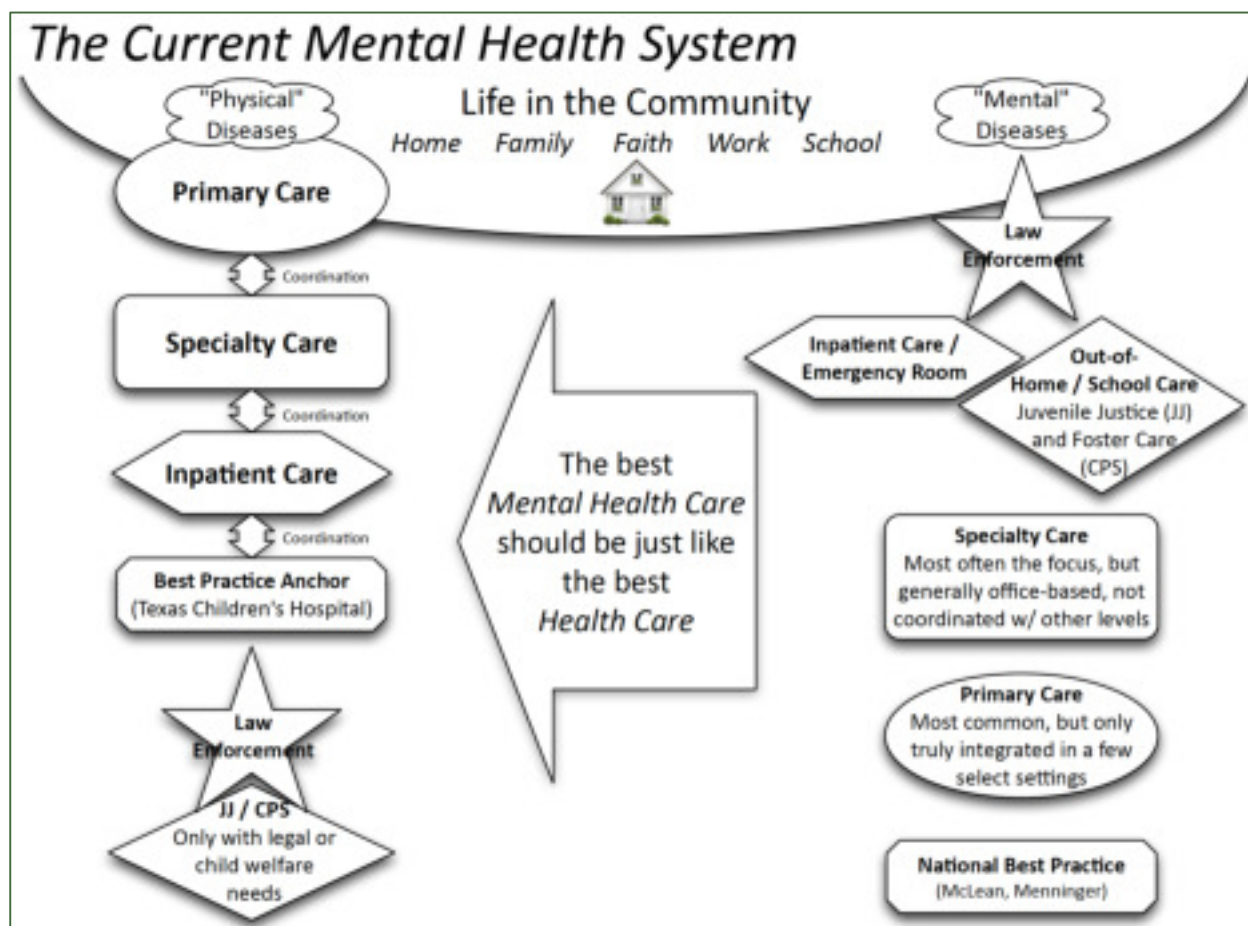 The Current Mental Health System
"Physical"
Diseases
Life in the Community
Home Family Faith Work School
"Mental"
Diseases
Primary Care
Coordination
Specialty Care
Coordination
Inpatient Care
Coordination
Best Practice Anchor
(Texas Children's Hospital)
Law
Enforcement
JJ / CPS
Only with legal or
child welfare
needs
The best
Mental Health Care
should be just like
the best
Health Care
Law
Enforcement
Inpatient Care /
Emergency Room
Out-of-
Home / School Care
Juvenile Justice (JJ)
and Foster Care
(CPS)
Specialty Care
Most often the focus, but
generally office-based, not
coordinated w/ other levels
Primary Care
Most common, but only
truly integrated in a few
select settings
National Best Practice
(McLean, Menninger)